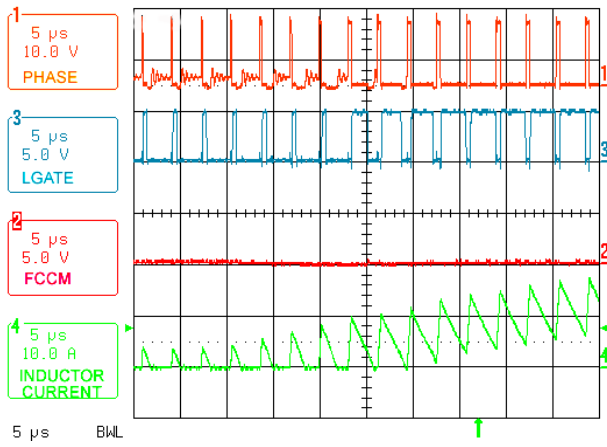 1
5 µs
10.0 V
PHASE
1
3
5 µs
5.0 V
LGATE
3
2
5 µs
5.0 V
FCCM
2
4
5 µs
10.0 A
INDUCTOR
CURRENT
4
5 µs BWL